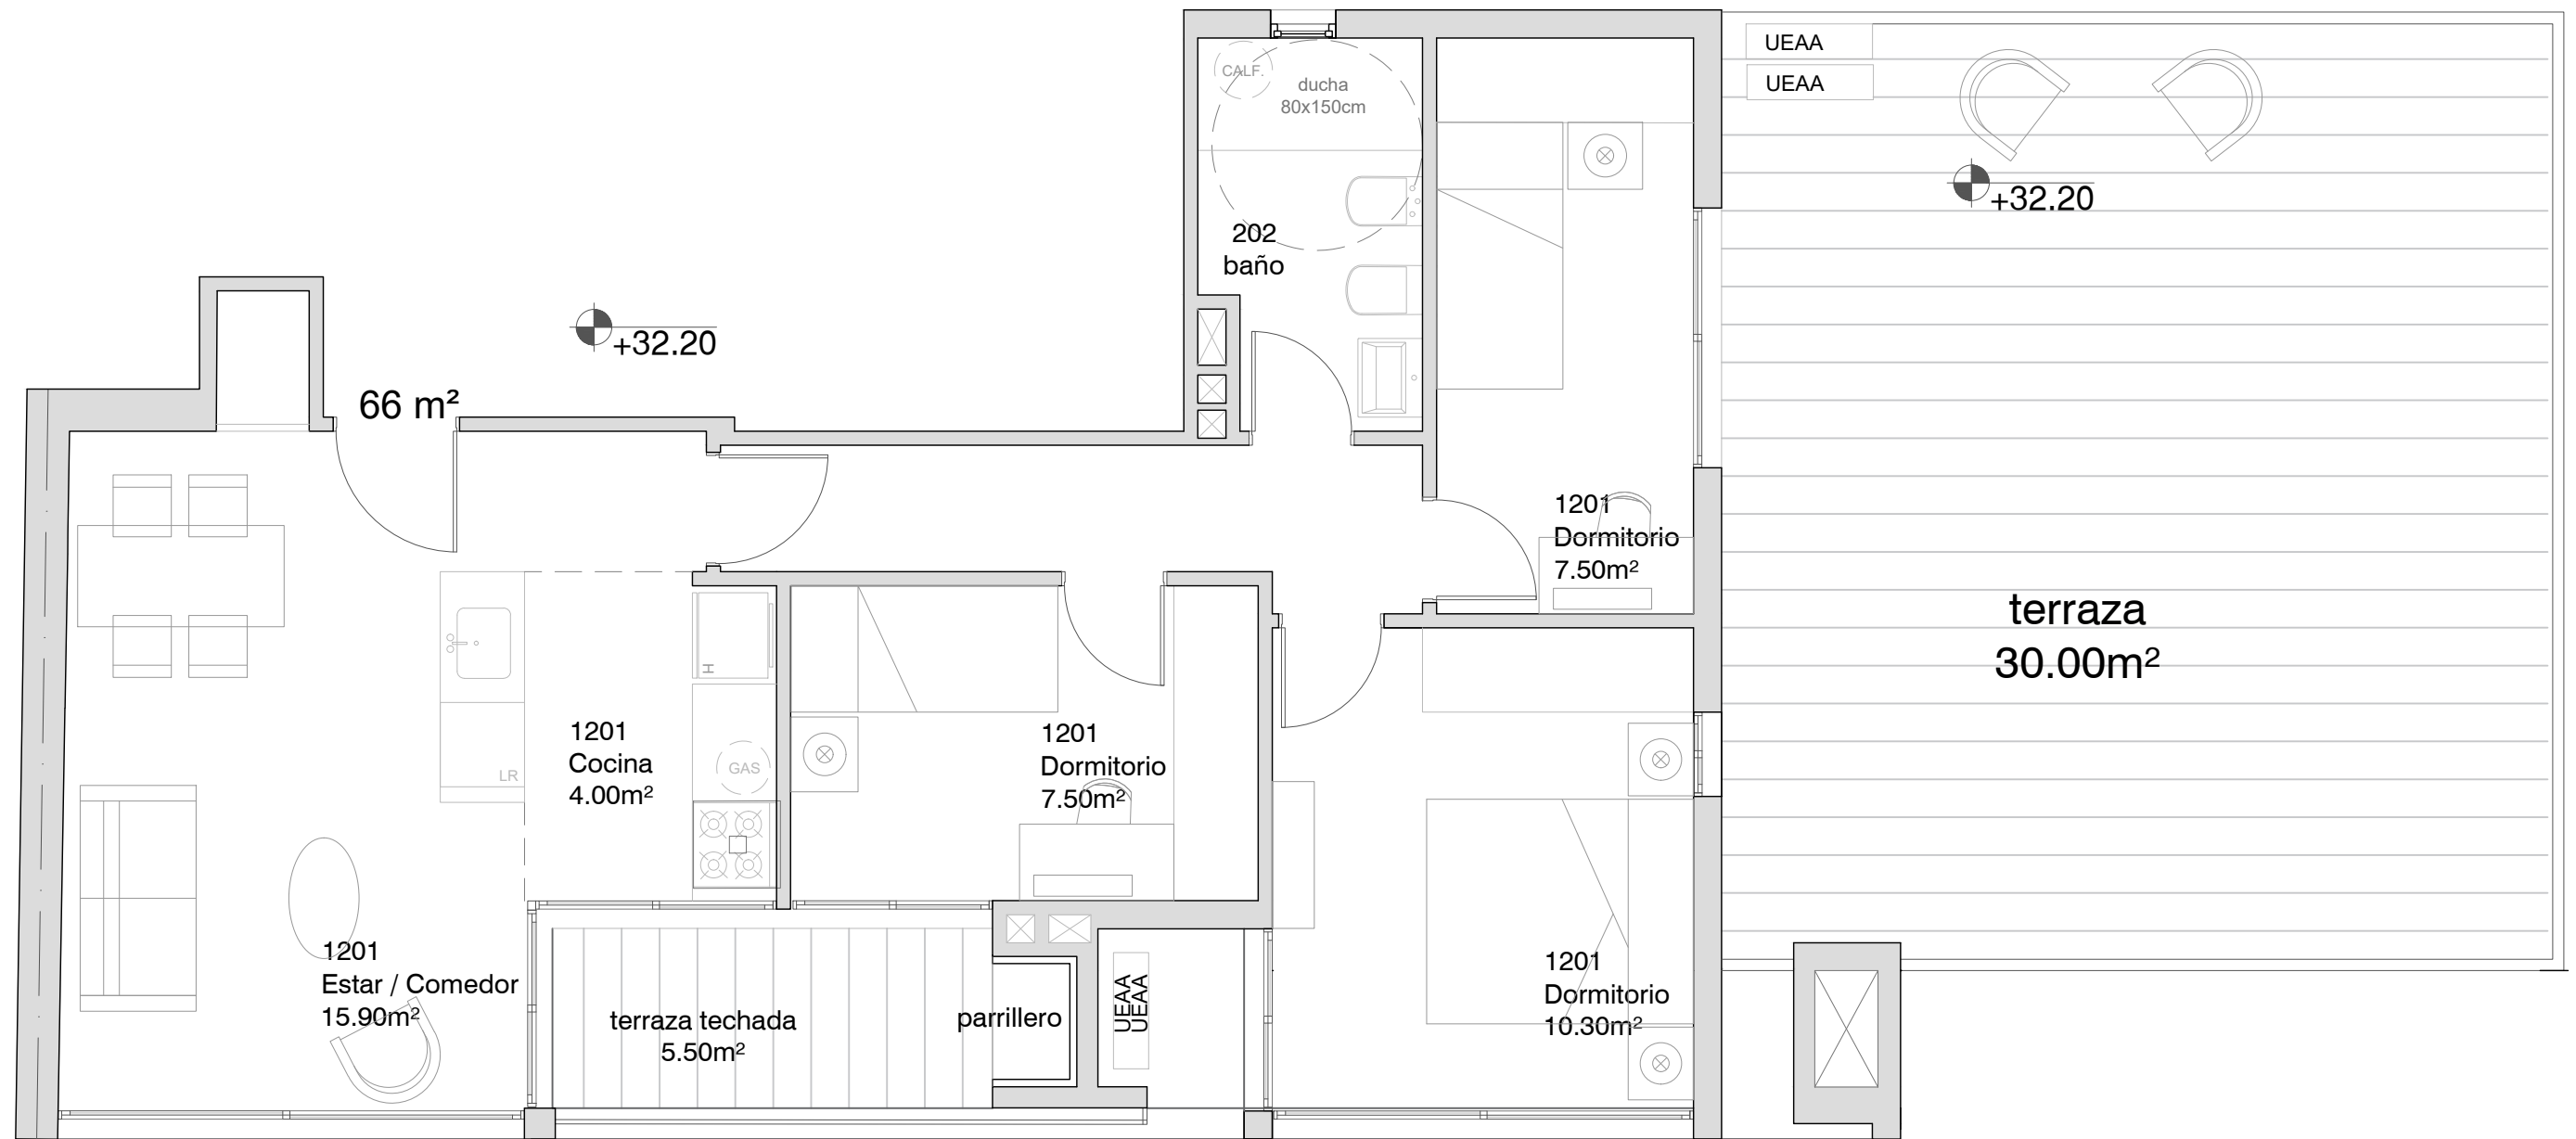 UEAA
UEAA
CALF.
ducha
80x150cm
+32.20
202
baño
+32.20
66 m²
1201
Dormitorio
7.50m²
terraza
30.00m²
H
1201
Cocina
4.00m²
LR
GAS
1201
Dormitorio
7.50m²
1201
Estar / Comedor
15.90m²
terraza techada
5.50m²
parrillero
UEAA
UEAA
1201
Dormitorio
10.30m²